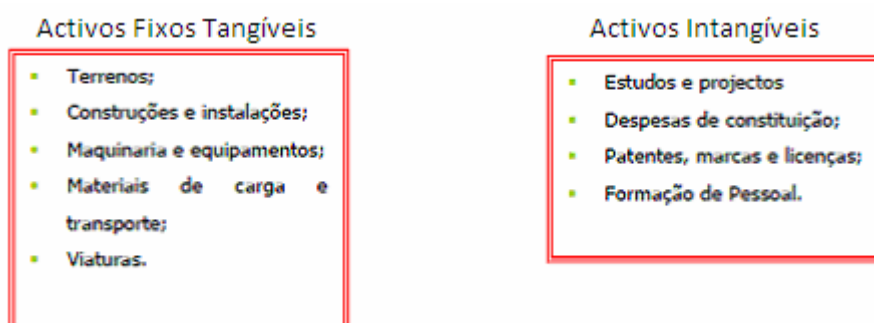 Activos Fixos Tangíveis
Terrenos;
Construções e instalações;
Maquinaria e equipamentos;
Materiais de carga e
transporte;
Viaturas.
Activos Intangíveis
Estudos e projectos
Despesas de constituição;
Patentes, marcas e licenças;
Formação de Pessoal.